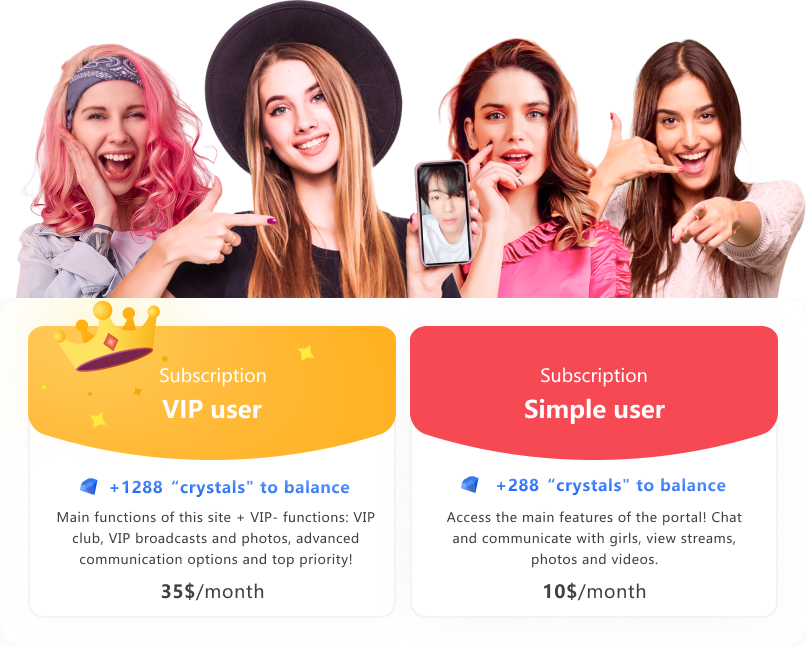 Subscription
VIP user
+1288 “crystals" to balance
Main functions of this site + VIP- functions: VIP
club, VIP broadcasts and photos, advanced
communication options and top priority!
35$/month
Subscription
Simple user
+288 “crystals" to balance
Access the main features of the portal! Chat
and communicate with girls, view streams,
photos and videos.
10$/month